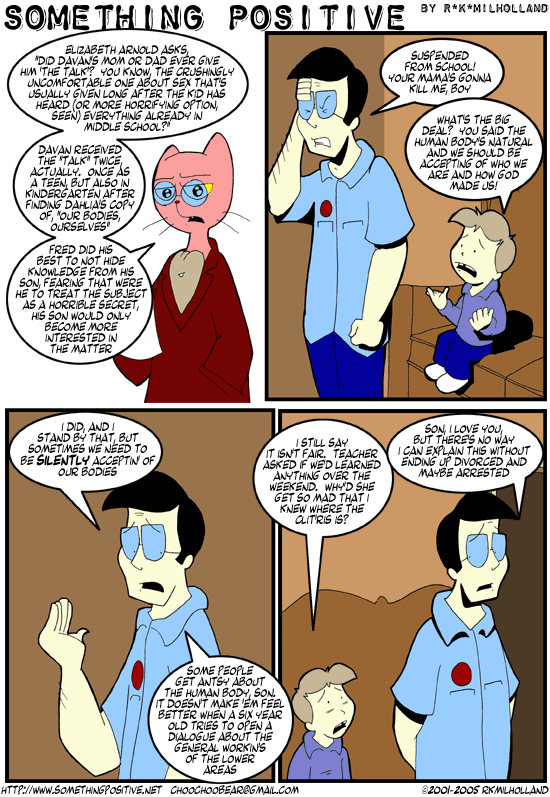 SOMETHING POSITIVE
BY R*K*MILHOLLAND
ELIZABETH ARNOLD ASKS,
"DID DAVAN'S MOM OR DAD EVER GIVE
HIM 'THE TALK'? YOU KNOW, THE CRUSHINGLY
UNCOMFORTABLE ONE ABOUT SEX THAT'S
USUALLY GIVEN LONG AFTER THE KID HAS
HEARD (OR MORE HORRIFYING OPTION,
SEEN) EVERYTHING ALREADY IN
MIDDLE SCHOOL?"
DAVAN RECEIVED
THE "TALK" TWICE,
ACTUALLY. ONCE AS
A TEEN, BUT ALSO IN
KINDERGARTEN AFTER
FINDING DAHLIA'S COPY
OF, "OUR BODIES,
OURSELVES"
FRED DID HIS
BEST TO NOT HIDE
KNOWLEDGE FROM HIS
SON, FEARING THAT WERE
HE TO TREAT THE SUBJECT
AS A HORRIBLE SECRET,
HIS SON WOULD ONLY
BECOME MORE
INTERESTED IN
THE MATTER
SUSPENDED
FROM SCHOOL!
YOUR MAMA'S GONNA
KILL ME, BOY
WHAT'S THE BIG
DEAL? YOU SAID THE
HUMAN BODY'S NATURAL
AND WE SHOULD BE
ACCEPTING OF WHO WE
ARE AND HOW GOD
MADE US!
I DID, AND I
STAND BY THAT, BUT
SOMETIMES WE NEED TO
BE SILENTLY ACCEPTIN' OF
OUR BODIES
SOME PEOPLE
GET ANTSY ABOUT
THE HUMAN BODY, SON.
IT DOESN'T MAKE 'EM FEEL
BETTER WHEN A SIX YEAR
OLD TRIES TO OPEN A
DIALOGUE ABOUT THE
GENERAL WORKIN'S
OF THE LOWER
AREAS
I STILL SAY
IT ISN'T FAIR. TEACHER
ASKED IF WE'D LEARNED
ANYTHING OVER THE
WEEKEND. WHY'D SHE
GET SO MAD THAT I
KNEW WHERE THE
CLIT'RIS IS?
SON, I LOVE YOU,
BUT THERE'S NO WAY
I CAN EXPLAIN THIS WITHOUT
ENDING UP DIVORCED AND
MAYBE ARRESTED
HTTP://WWW.SOMETHINGPOSITIVE.NET CHOOCHOOBEAR@GMAIL.COM
©2001-2005 RKMILHOLLAND